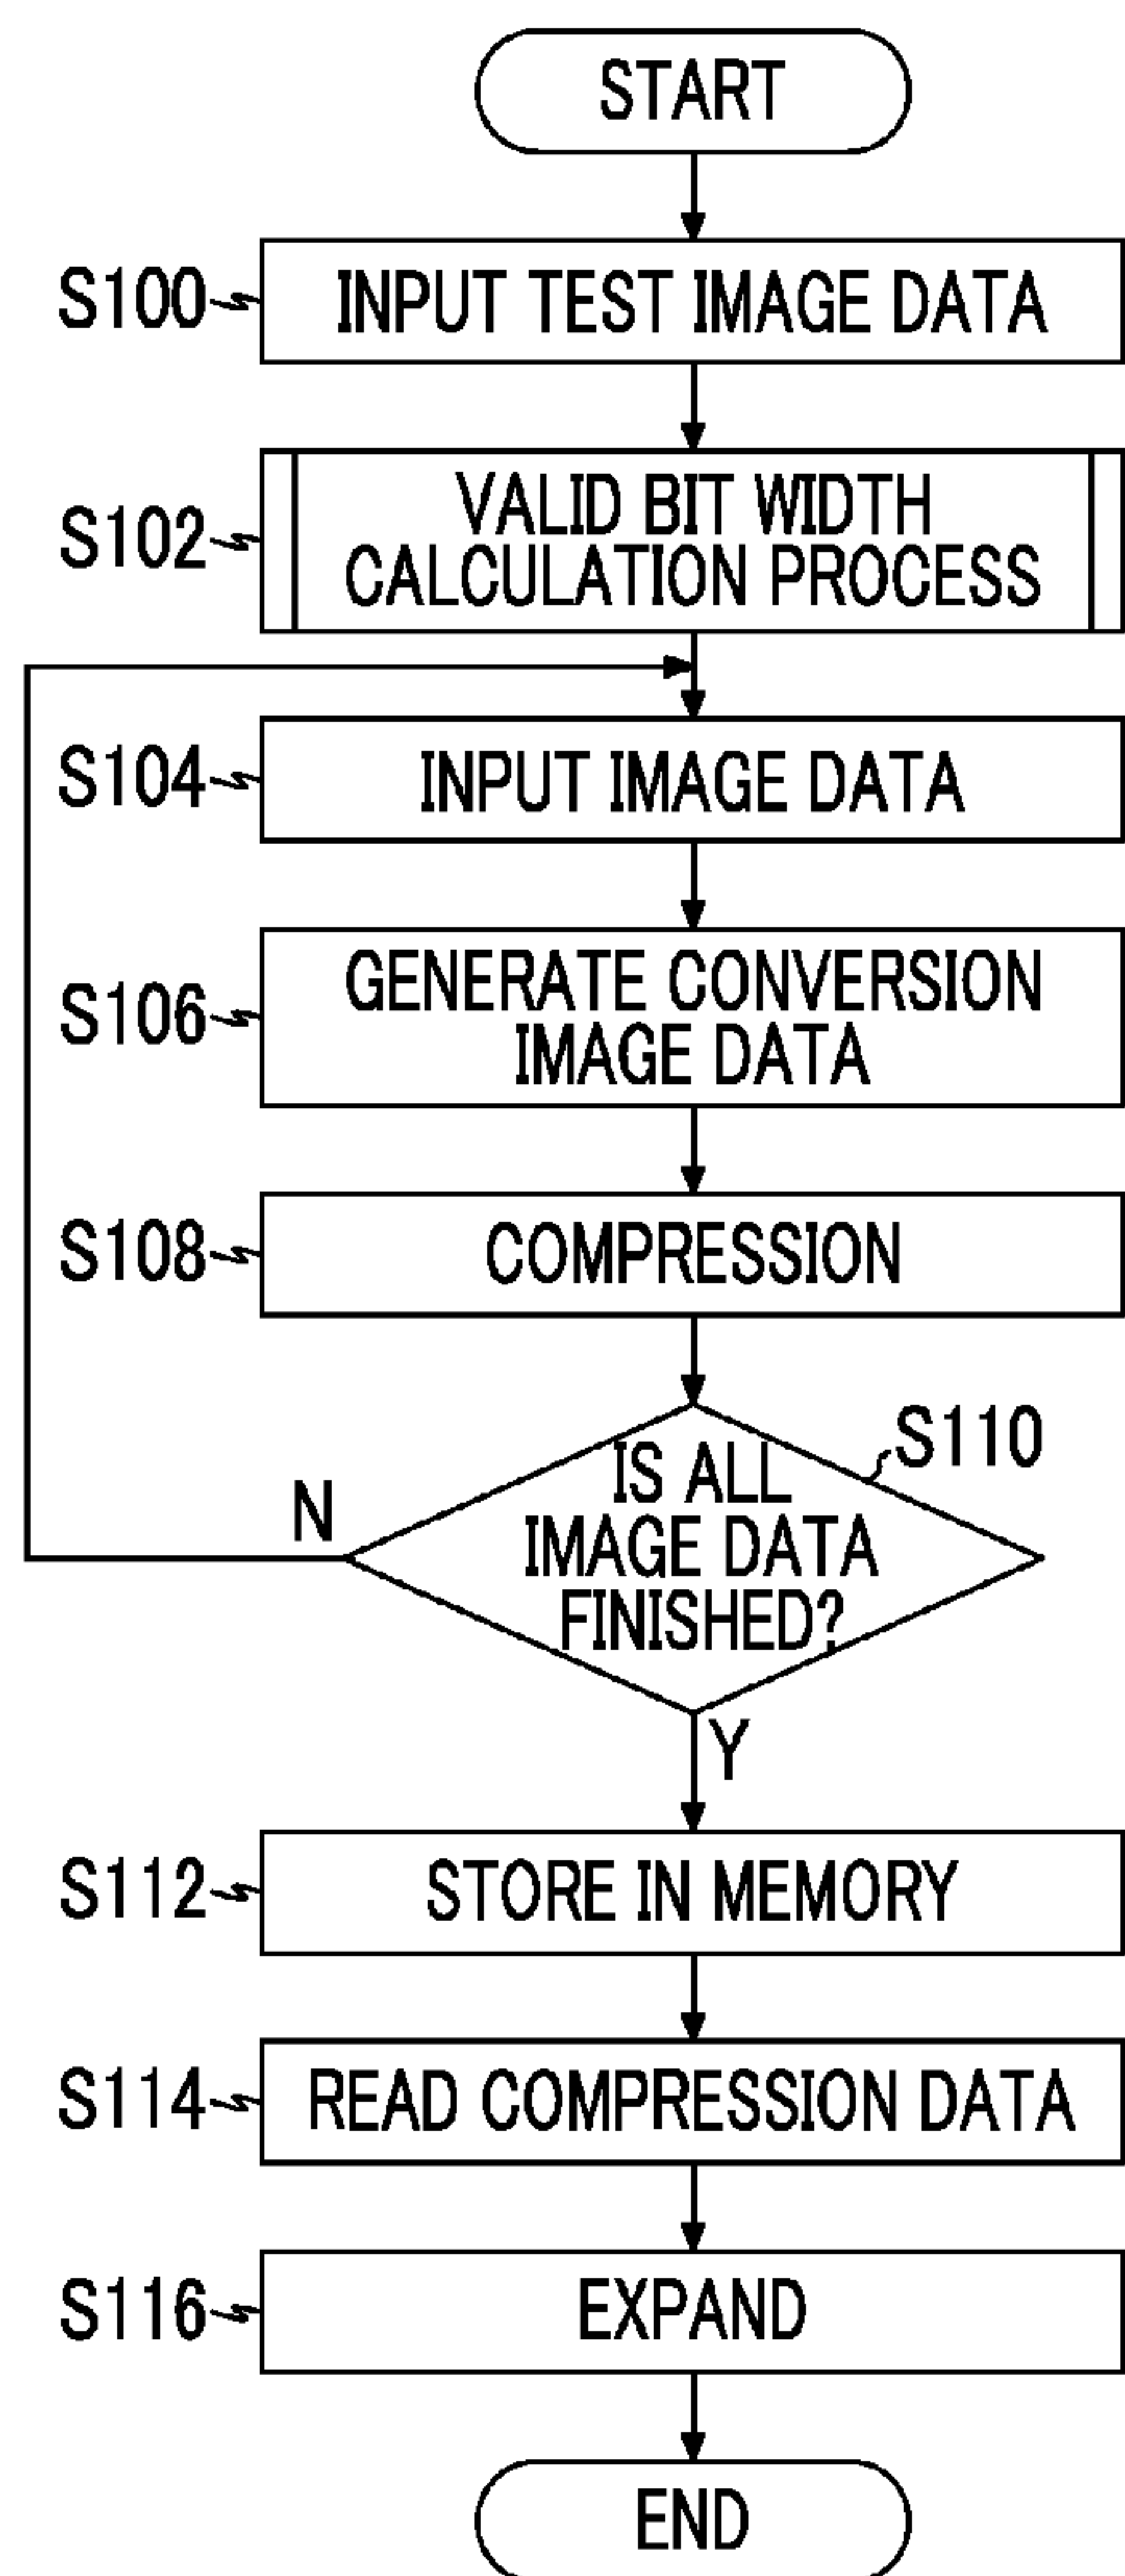 START
S100
INPUT TEST IMAGE DATA
S102
VALID BIT WIDTH
CALCULATION PROCESS
S104
INPUT IMAGE DATA
S106
GENERATE CONVERSION
IMAGE DATA
S108
COMPRESSION
S110
IS ALL
IMAGE DATA
FINISHED?
N
Y
S112
STORE IN MEMORY
S114
READ COMPRESSION DATA
S116
EXPAND
END